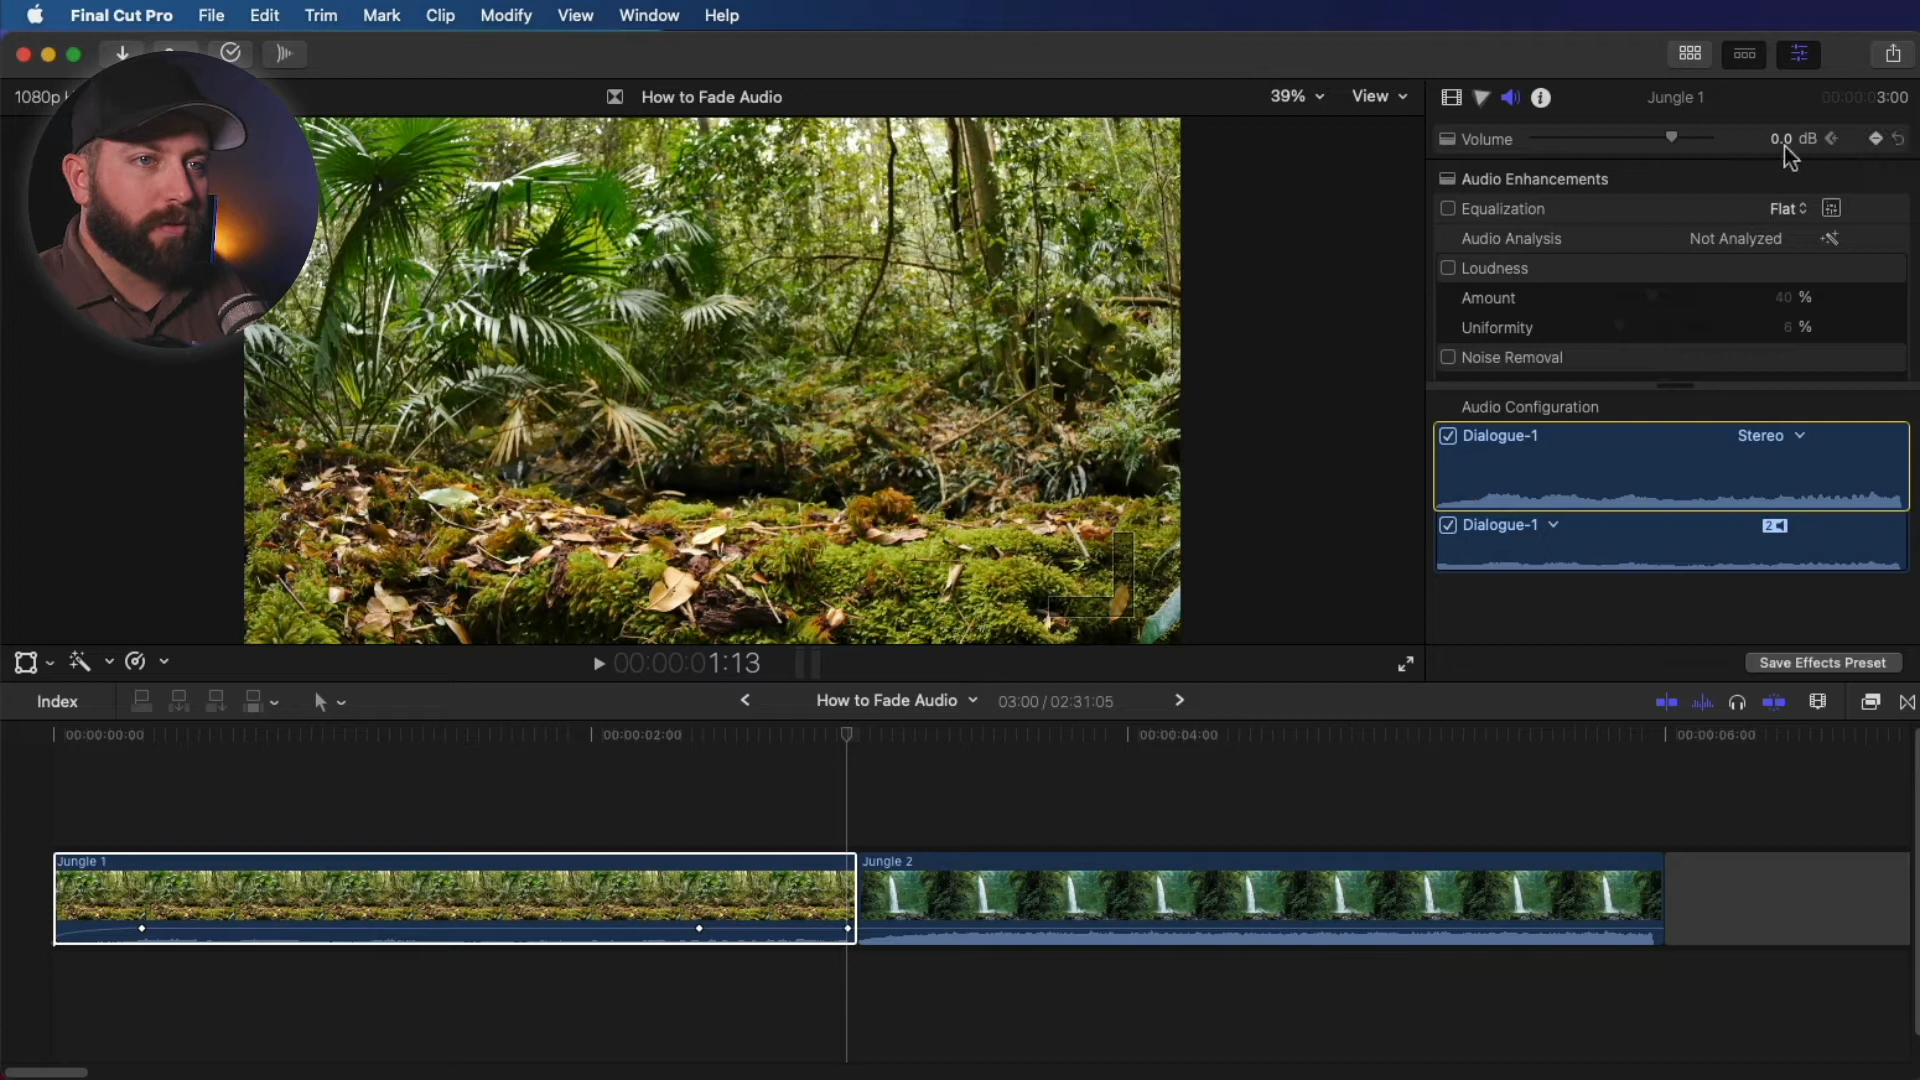 Final Cut Pro File Edit Trim Mark Clip Modify View Window Help
1080p
How to Fade Audio
39% View
Jungle 1
00:00:03:00
Volume 0.0 dB
Audio Enhancements
Equalization Flat
Audio Analysis Not Analyzed
Loudness
Amount 40 %
Uniformity 6 %
Noise Removal
Audio Configuration
Dialogue-1 Stereo
Dialogue-1 2
00:00:01:13
Save Effects Preset
Index
How to Fade Audio 03:00 / 02:31:05
00:00:00:00 00:00:02:00 00:00:04:00 00:00:06:00
Jungle 1 Jungle 2